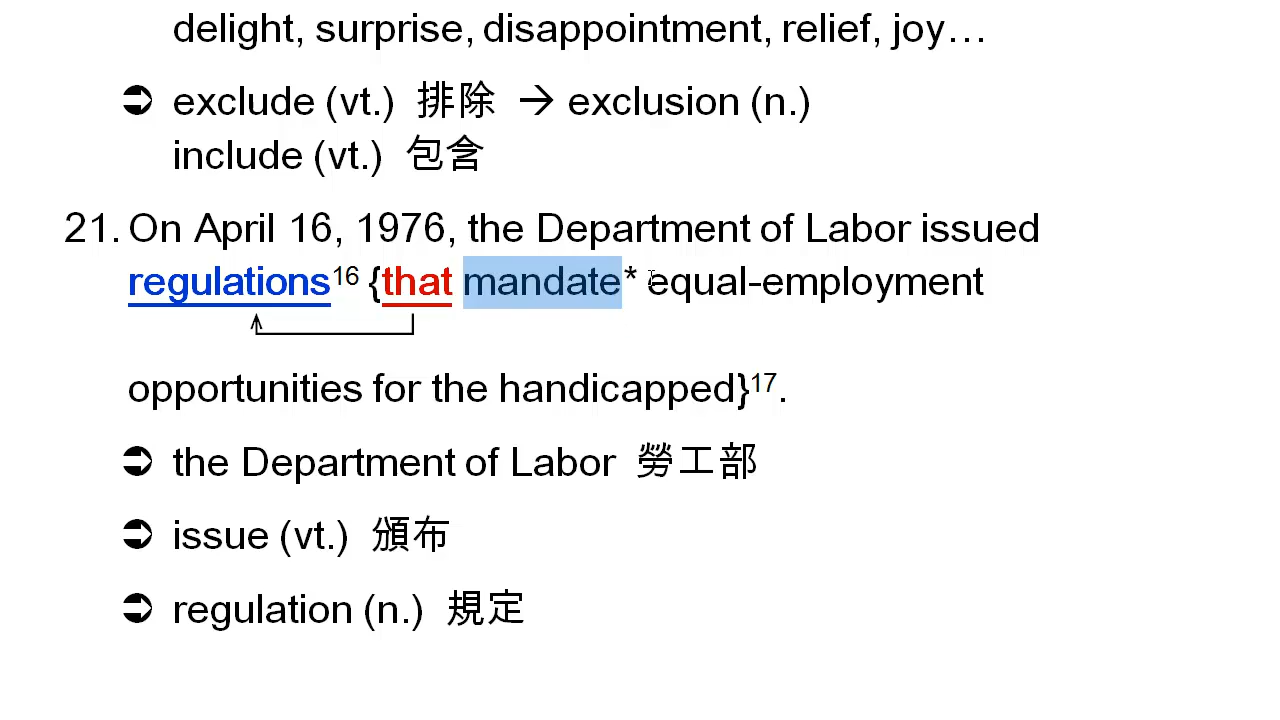 delight, surprise, disappointment, relief, joy…
➲ exclude (vt.) 排除 → exclusion (n.)
include (vt.) 包含
21. On April 16, 1976, the Department of Labor issued
regulations16 {that mandate* equal-employment
opportunities for the handicapped}17.
➲ the Department of Labor 勞工部
➲ issue (vt.) 頒布
➲ regulation (n.) 規定